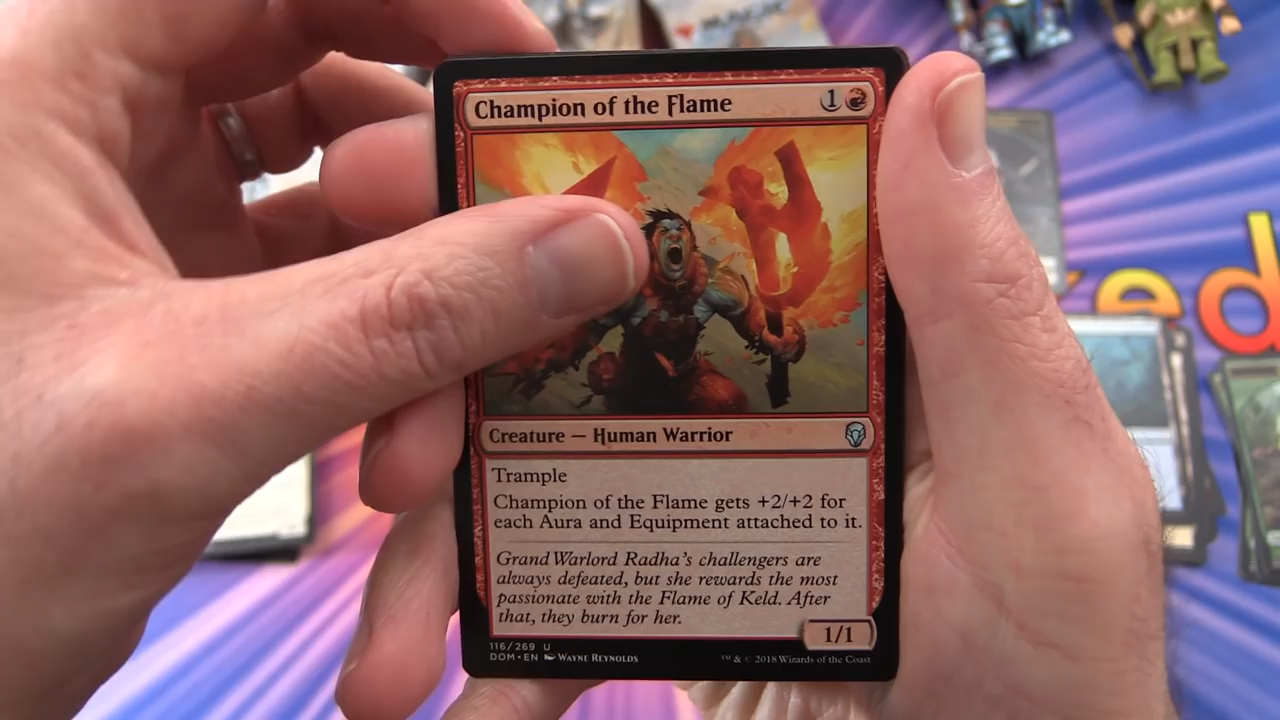 MAGIC
Champion of the Flame 1
ed
Creature — Human Warrior
Trample
Champion of the Flame gets +2/+2 for
each Aura and Equipment attached to it.
Grand Warlord Radha's challengers are
always defeated, but she rewards the most
passionate with the Flame of Keld. After
that, they burn for her.
1/1
116/269 U
DOM • EN Wayne Reynolds
™ & © 2018 Wizards of the Coast